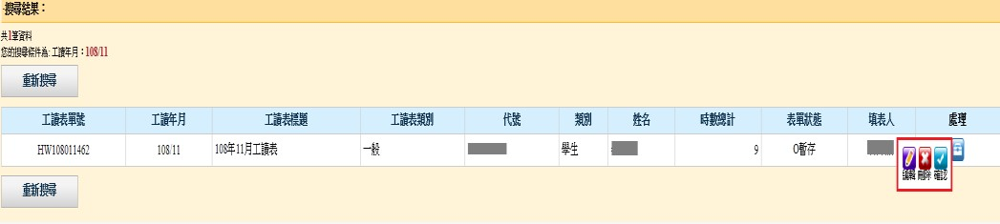 搜尋結果：
共1筆資料
您的搜尋條件為: 工讀年月：108/11
重新搜尋
工讀表單號 工讀年月 工讀表標題 工讀表類別 代號 類別 姓名 時數總計 表單狀態 填表人 處理
HW108011462 108/11 108年11月工讀表 一般 學生 9 O暫存
編輯 刪除 確認
重新搜尋